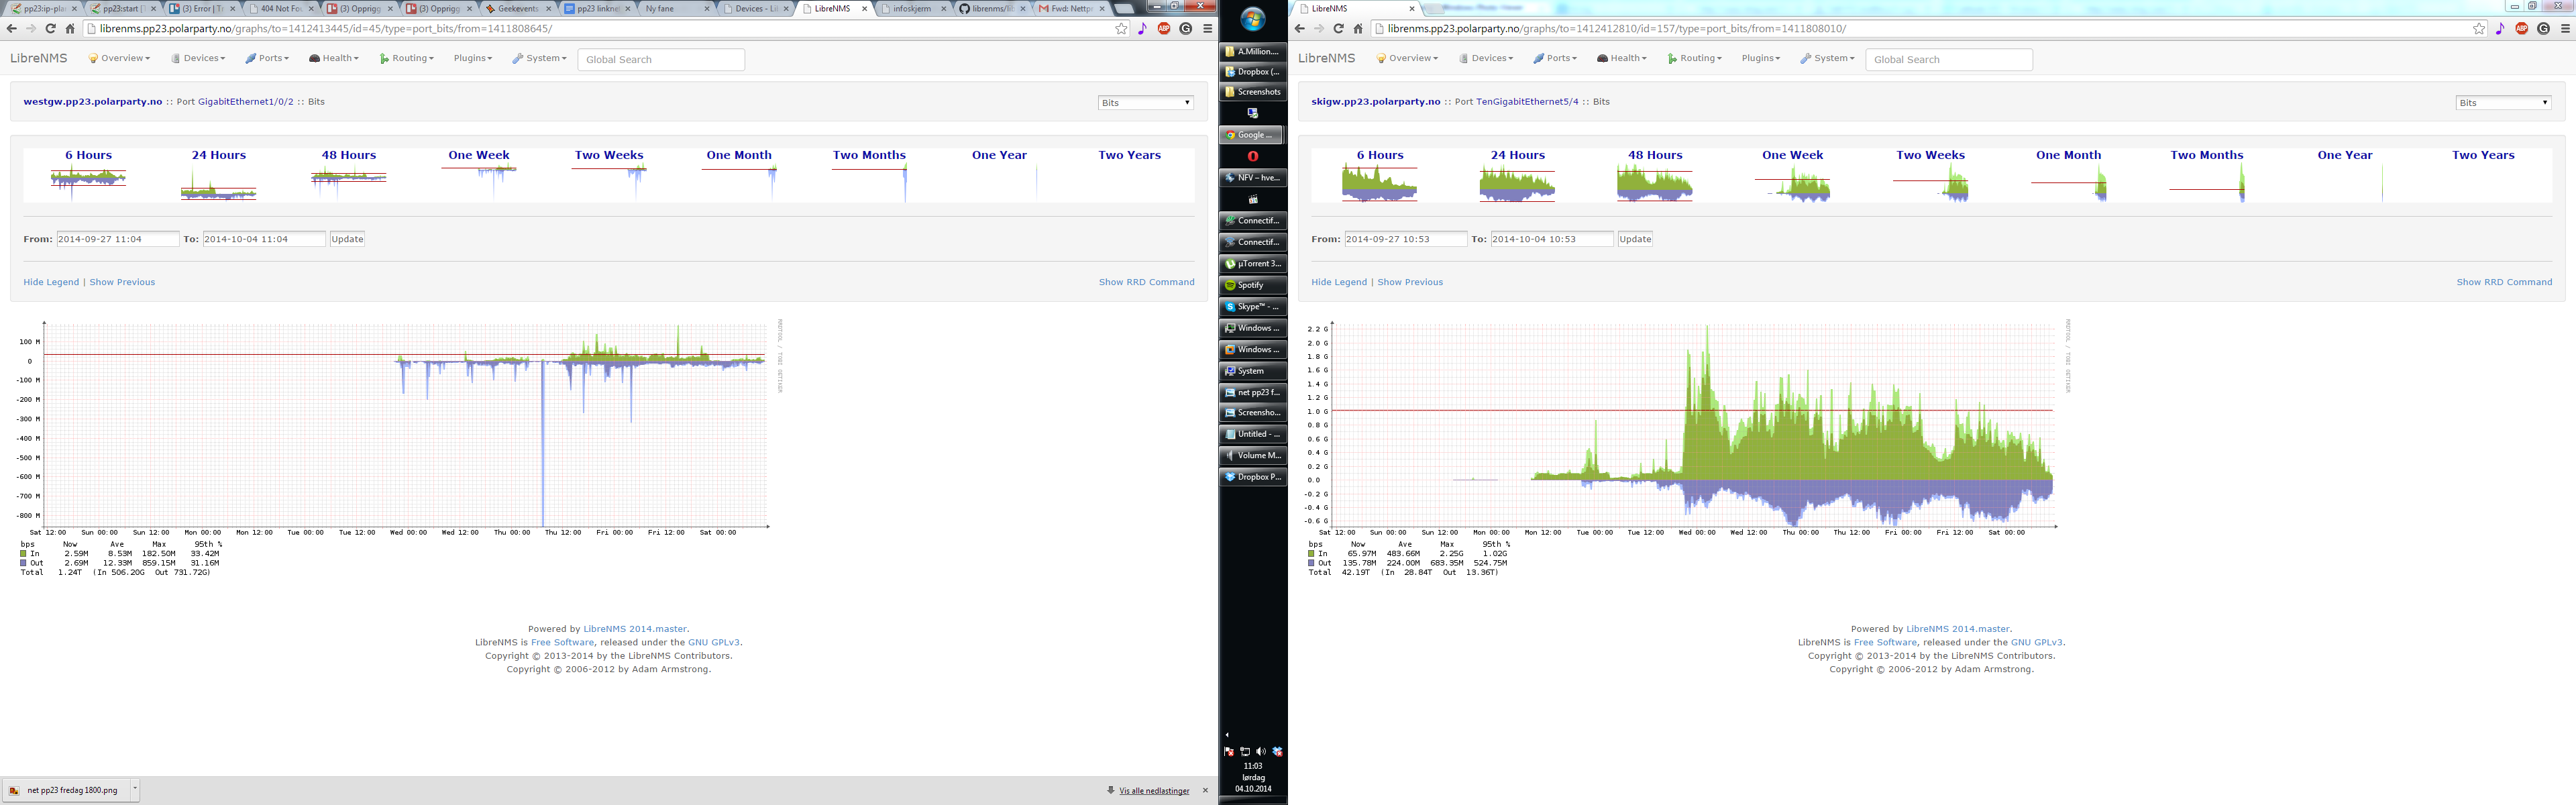 pp23:ip-pla
pp23:start [
(3) Error | T
404 Not Fou
(3) Opprigg
(3) Opprigg
(3) Opprigg
Geekevents
pp23 linknet
Ny fane
Devices - Li
LibreNMS
infoskjerm
librenms/li
Fwd: Nettpr
librenms.pp23.polarparty.no/graphs/to=1412413445/id=45/type=port_bits/from=1411808645/
LibreNMS Overview Devices Ports Health Routing Plugins System Global Search
westgw.pp23.polarparty.no :: Port GigabitEthernet1/0/2 :: Bits
Bits
6 Hours 24 Hours 48 Hours One Week Two Weeks One Month Two Months One Year Two Years
From: 2014-09-27 11:04 To: 2014-10-04 11:04 Update
Hide Legend | Show Previous
Show RRD Command
RRDTOOL / TOBI OETIKER
100 M
0
-100 M
-200 M
-300 M
-400 M
-500 M
-600 M
-700 M
-800 M
Sat 12:00 Sun 00:00 Sun 12:00 Mon 00:00 Mon 12:00 Tue 00:00 Tue 12:00 Wed 00:00 Wed 12:00 Thu 00:00 Thu 12:00 Fri 00:00 Fri 12:00 Sat 00:00
bps Now Ave Max 95th %
In 2.59M 8.53M 182.50M 33.42M
Out 2.69M 12.33M 859.15M 31.16M
Total 1.24T (In 506.20G Out 731.72G)
Powered by LibreNMS 2014.master.
LibreNMS is Free Software, released under the GNU GPLv3.
Copyright © 2013-2014 by the LibreNMS Contributors.
Copyright © 2006-2012 by Adam Armstrong.
net pp23 fredag 1800.png
Vis alle nedlastinger
A.Million....
Dropbox (...
Screenshots
Google ...
NFV – hve...
Connectif...
Connectif...
µTorrent 3...
Spotify
Skype™ - ...
Windows ...
Windows ...
System
net pp23 f...
Screensho...
Untitled - ...
Volume M...
Dropbox P...
11:03
lørdag
04.10.2014
LibreNMS
librenms.pp23.polarparty.no/graphs/to=1412412810/id=157/type=port_bits/from=1411808010/
LibreNMS Overview Devices Ports Health Routing Plugins System Global Search
skigw.pp23.polarparty.no :: Port TenGigabitEthernet5/4 :: Bits
Bits
6 Hours 24 Hours 48 Hours One Week Two Weeks One Month Two Months One Year Two Years
From: 2014-09-27 10:53 To: 2014-10-04 10:53 Update
Hide Legend | Show Previous
Show RRD Command
RRDTOOL / TOBI OETIKER
2.2 G
2.0 G
1.8 G
1.6 G
1.4 G
1.2 G
1.0 G
0.8 G
0.6 G
0.4 G
0.2 G
0.0
-0.2 G
-0.4 G
-0.6 G
Sat 12:00 Sun 00:00 Sun 12:00 Mon 00:00 Mon 12:00 Tue 00:00 Tue 12:00 Wed 00:00 Wed 12:00 Thu 00:00 Thu 12:00 Fri 00:00 Fri 12:00 Sat 00:00
bps Now Ave Max 95th %
In 65.97M 483.66M 2.25G 1.02G
Out 135.78M 224.00M 683.35M 524.75M
Total 42.19T (In 28.84T Out 13.36T)
Powered by LibreNMS 2014.master.
LibreNMS is Free Software, released under the GNU GPLv3.
Copyright © 2013-2014 by the LibreNMS Contributors.
Copyright © 2006-2012 by Adam Armstrong.